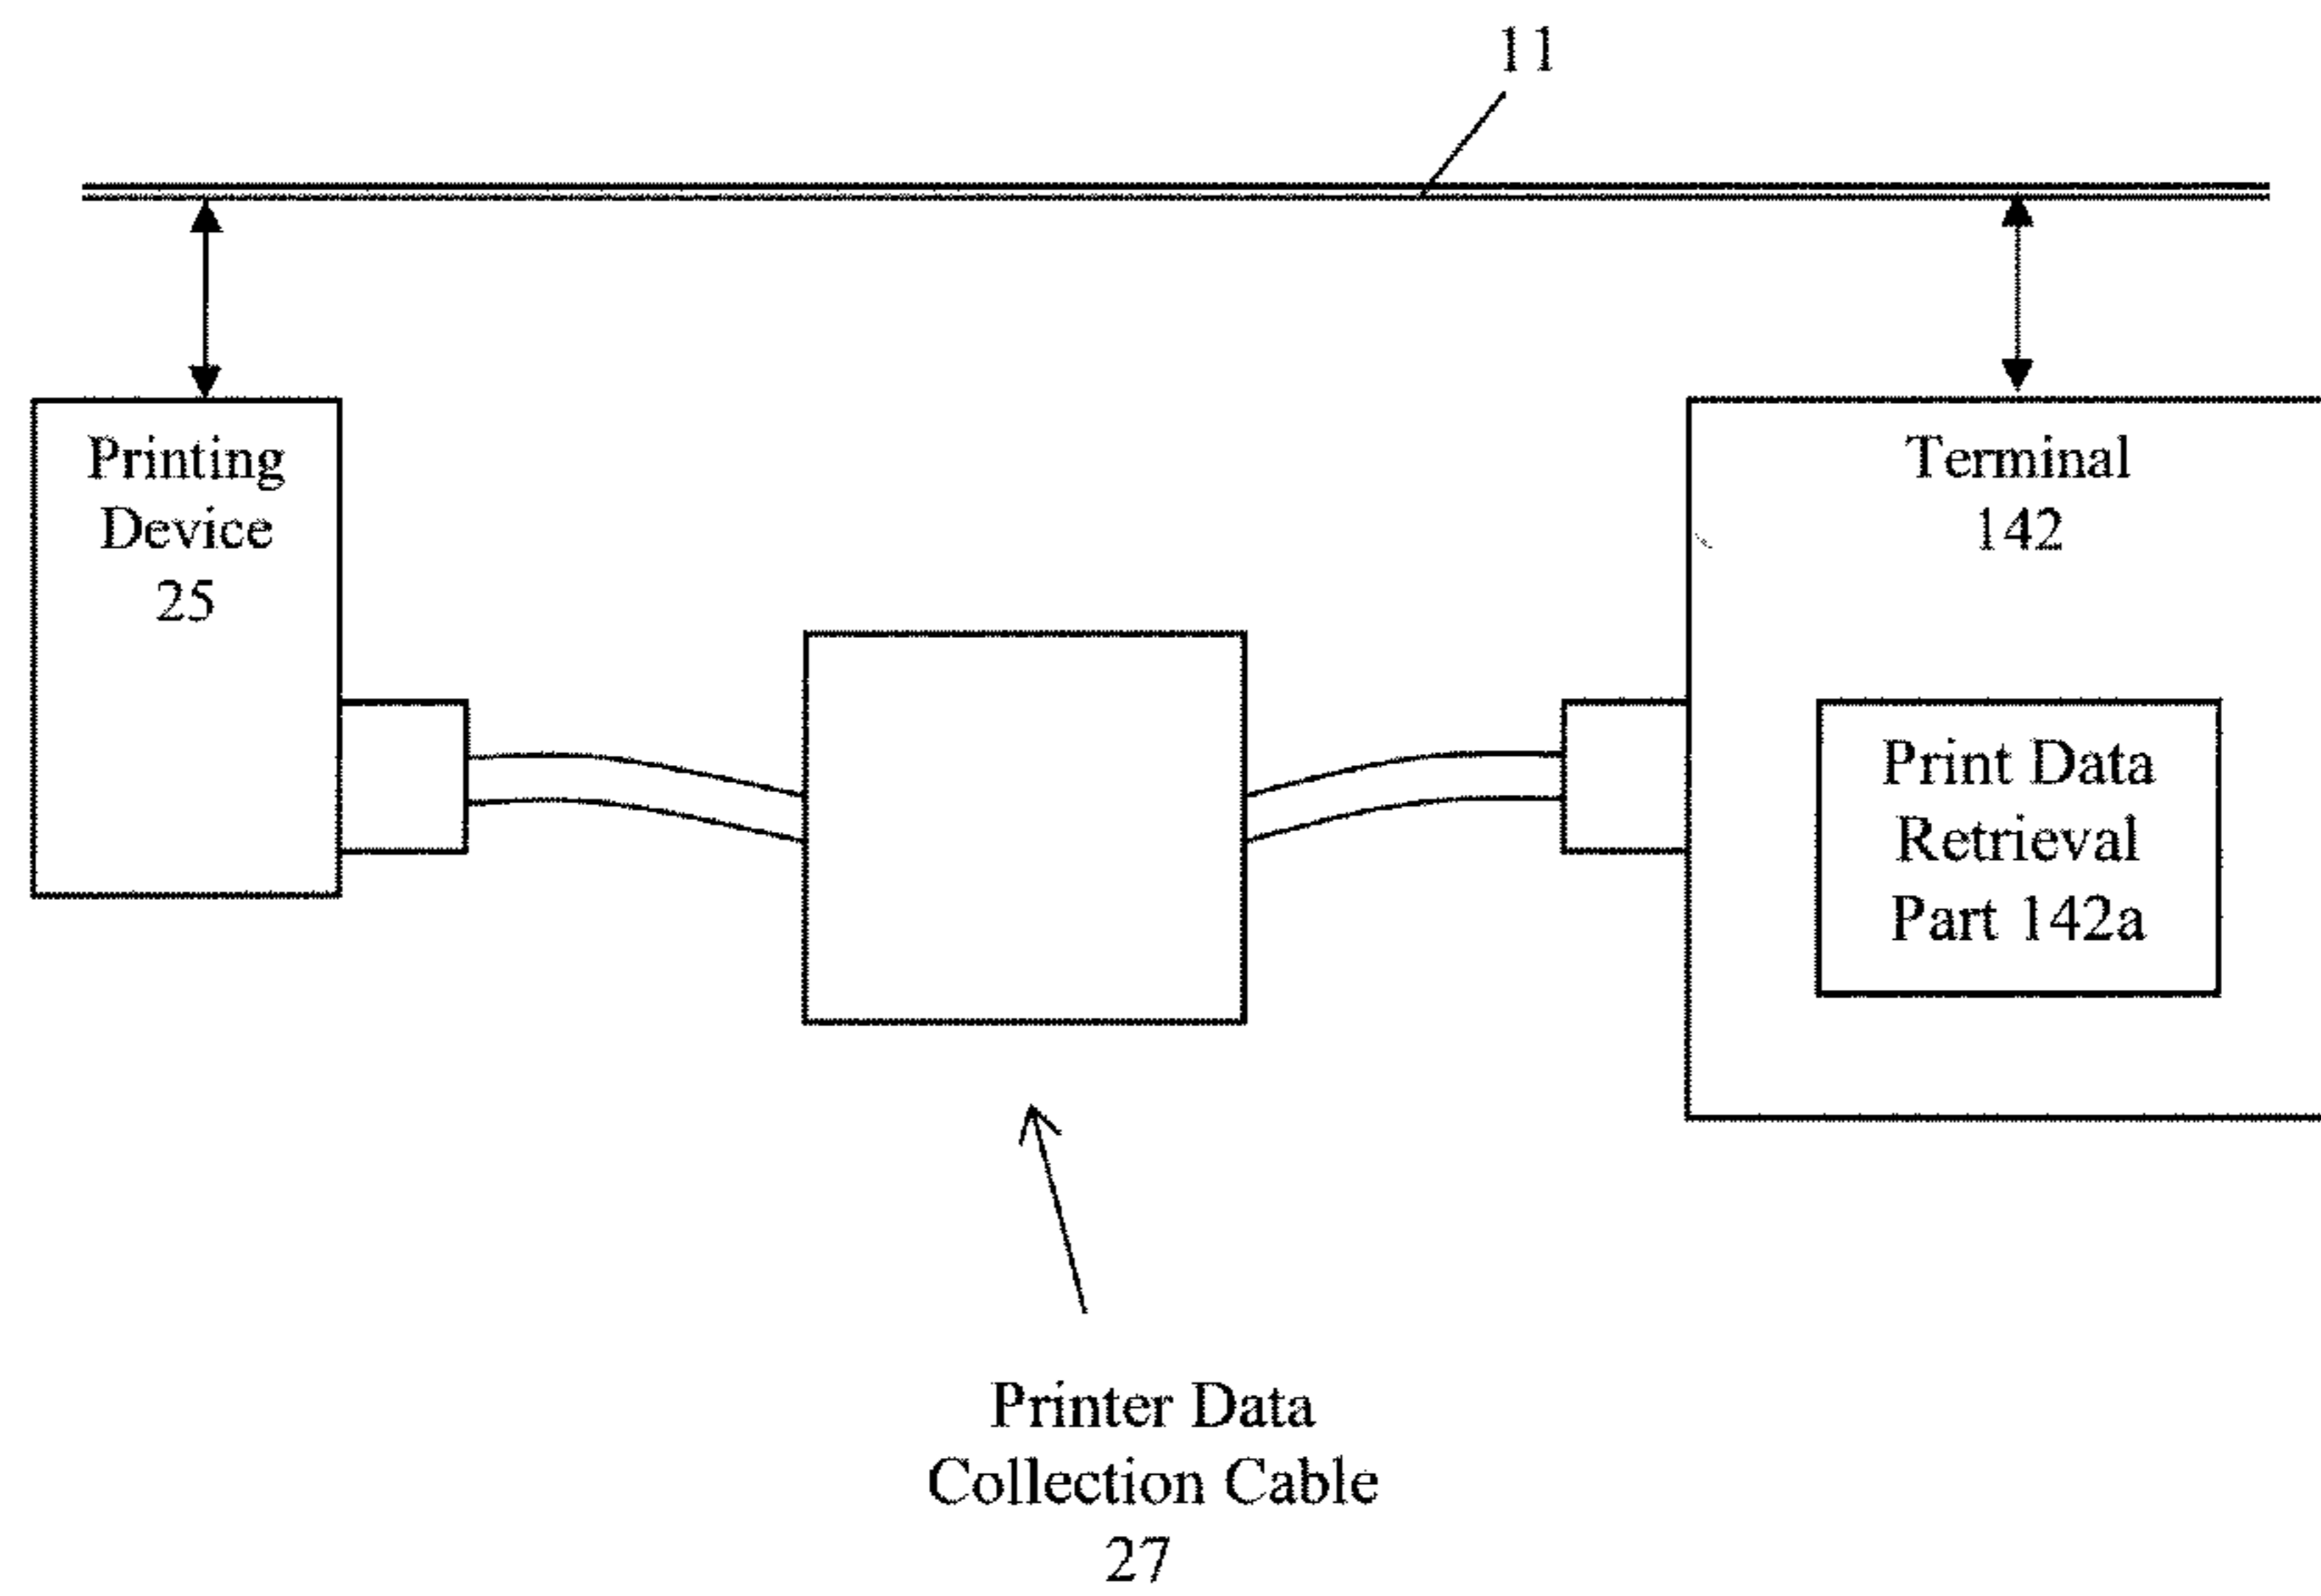 11
Printing
Device
25
Terminal
142
Print Data
Retrieval
Part 142a
Printer Data
Collection Cable
27